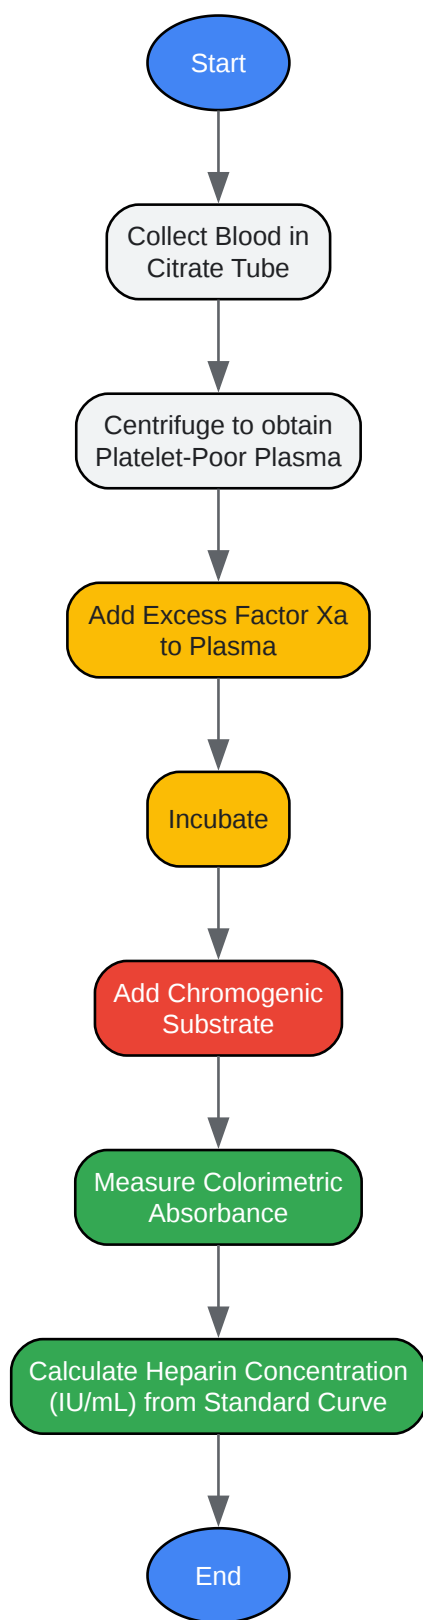 Start
Collect Blood in
Citrate Tube
Centrifuge to obtain
Platelet-Poor Plasma
Add Excess Factor Xa
to Plasma
Incubate
Add Chromogenic
Substrate
Measure Colorimetric
Absorbance
Calculate Heparin Concentration
(IU/mL) from Standard Curve
End